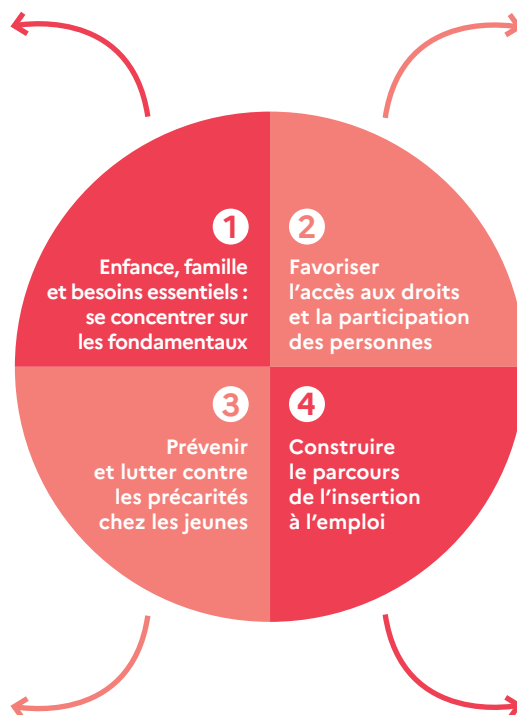 1
Enfance, famille
et besoins essentiels :
se concentrer sur
les fondamentaux
2
Favoriser
l’accès aux droits
et la participation
des personnes
3
Prévenir
et lutter contre
les précarités
chez les jeunes
4
Construire
le parcours
de l’insertion
à l’emploi